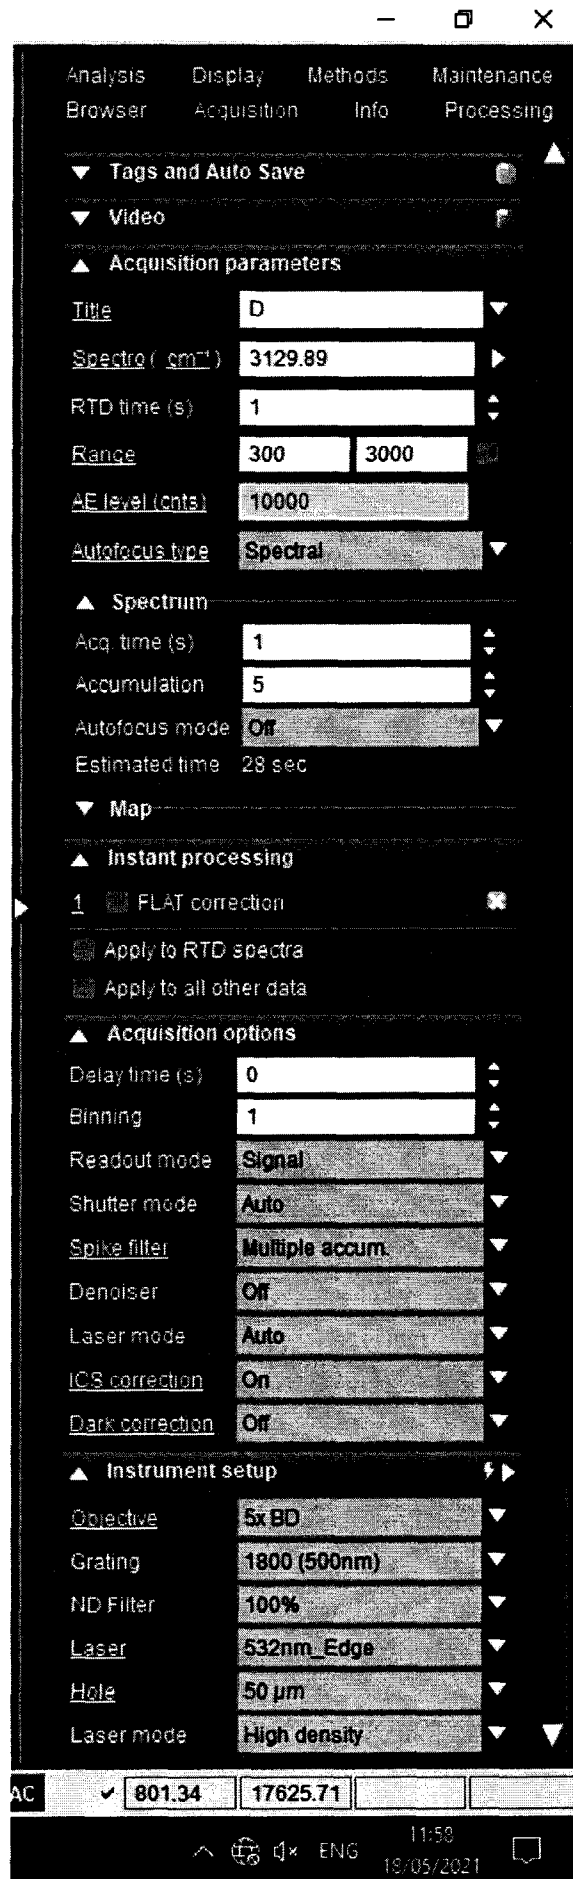 Analysis Display Methods Maintenance
Browser Acquisition Info Processing
Tags and Auto Save
Video
Acquisition parameters
Title D
Spectro ( cm⁻¹ ) 3129.89
RTD time (s) 1
Range 300 3000
AE level (cnts) 10000
Autofocus type Spectral
Spectrum
Acq. time (s) 1
Accumulation 5
Autofocus mode Off
Estimated time 28 sec
Map
Instant processing
1 FLAT correction
Apply to RTD spectra
Apply to all other data
Acquisition options
Delay time (s) 0
Binning 1
Readout mode Signal
Shutter mode Auto
Spike filter Multiple accum.
Denoiser Off
Laser mode Auto
ICS correction On
Dark correction Off
Instrument setup
Objective 5x BD
Grating 1800 (500nm)
ND Filter 100%
Laser 532nm_Edge
Hole 50 µm
Laser mode High density
AC 801.34 17625.71
ENG 11:58
18/05/2021